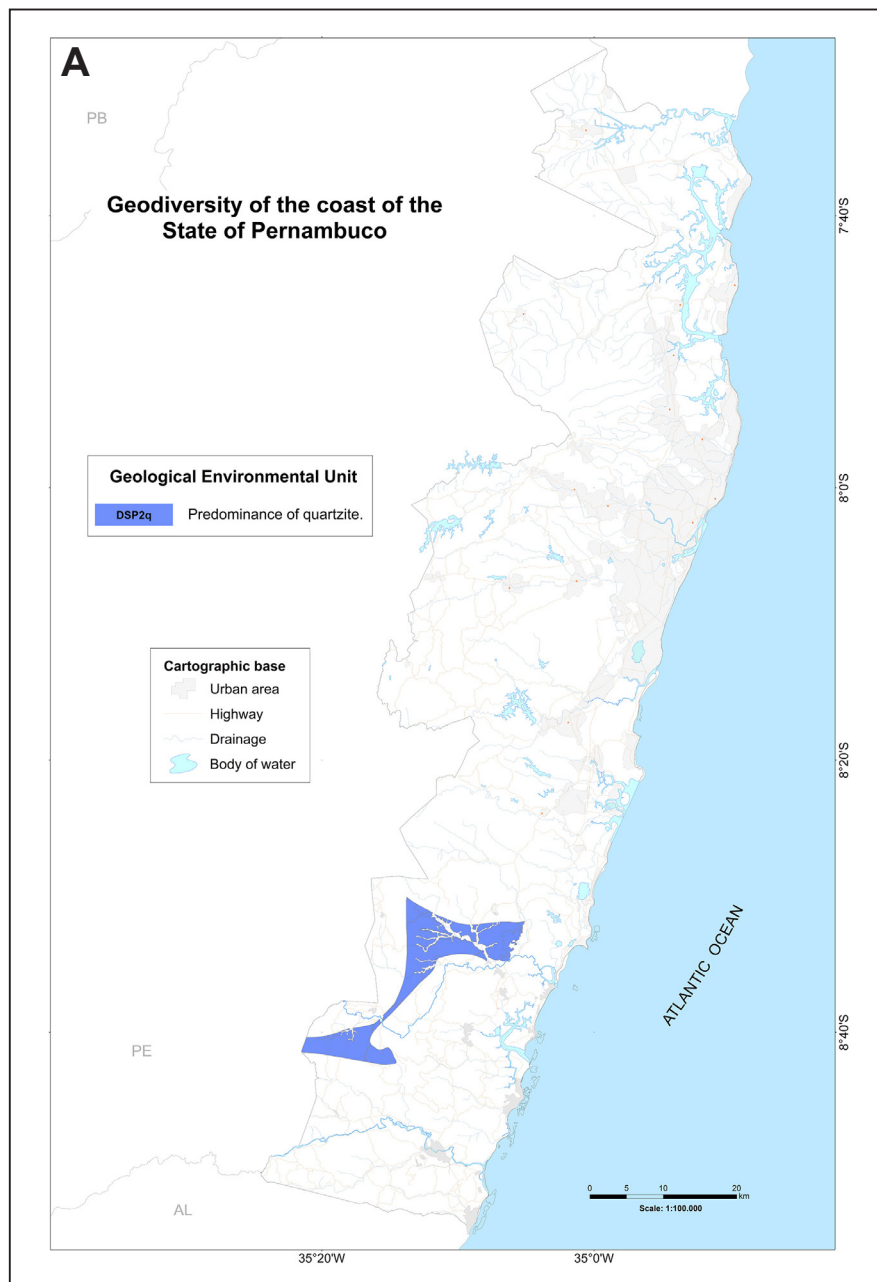 A
PB
Geodiversity of the coast of the
State of Pernambuco
7°40'S
Geological Environmental Unit
DSP2q Predominance of quartzite.
8°0'S
Cartographic base
Urban area
Highway
Drainage
Body of water
8°20'S
ATLANTIC OCEAN
PE
8°40'S
AL
0 5 10 20
km
Scale: 1:100.000
35°20'W 35°0'W